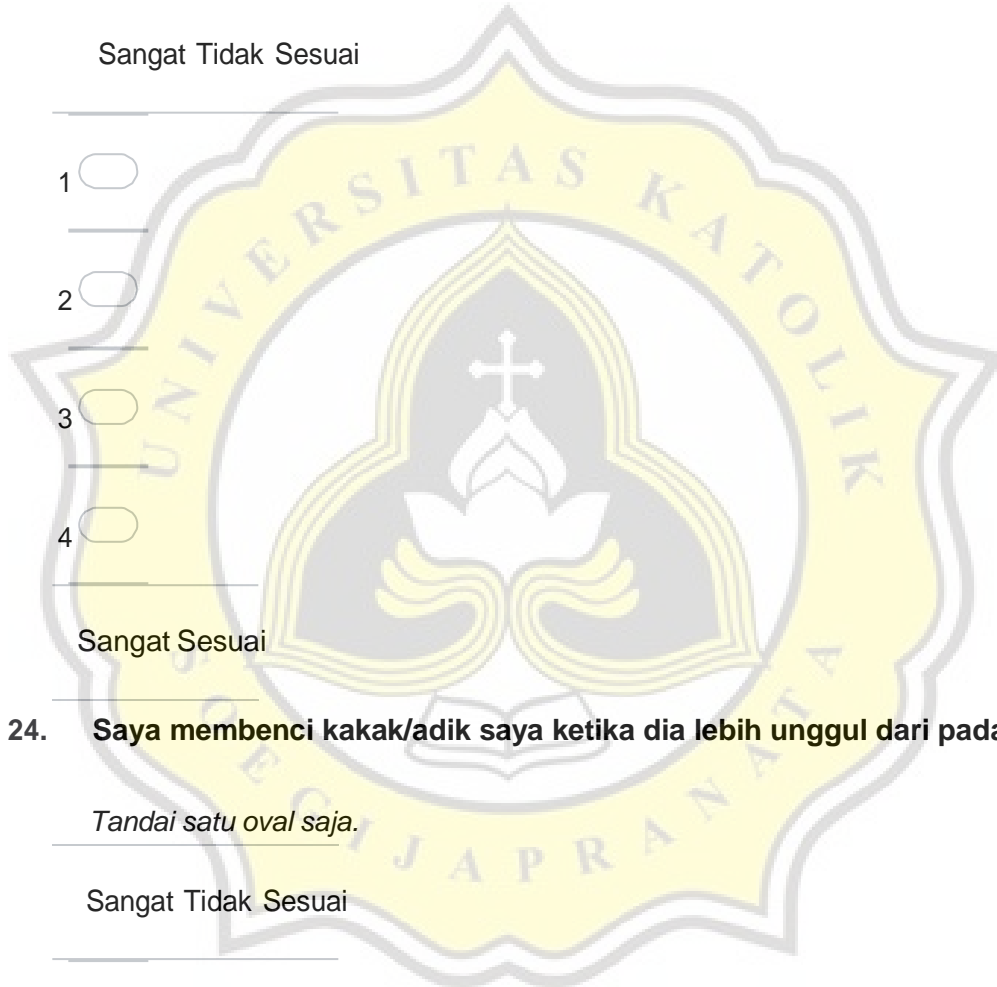 Sangat Tidak Sesuai
1
2
3
4
Sangat Sesuai
24. Saya membenci kakak/adik saya ketika dia lebih unggul dari pada
Tandai satu oval saja.
Sangat Tidak Sesuai
UNIVERSITAS KATOLIK
SOEGIJAPRANATA